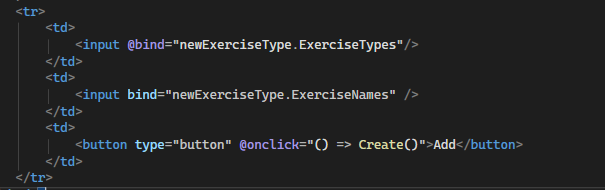 <tr>
<td>
<input @bind="newExerciseType.ExerciseTypes"/>
</td>
<td>
<input bind="newExerciseType.ExerciseNames" />
</td>
<td>
<button type="button" @onclick="() => Create()">Add</button>
</td>
</tr>